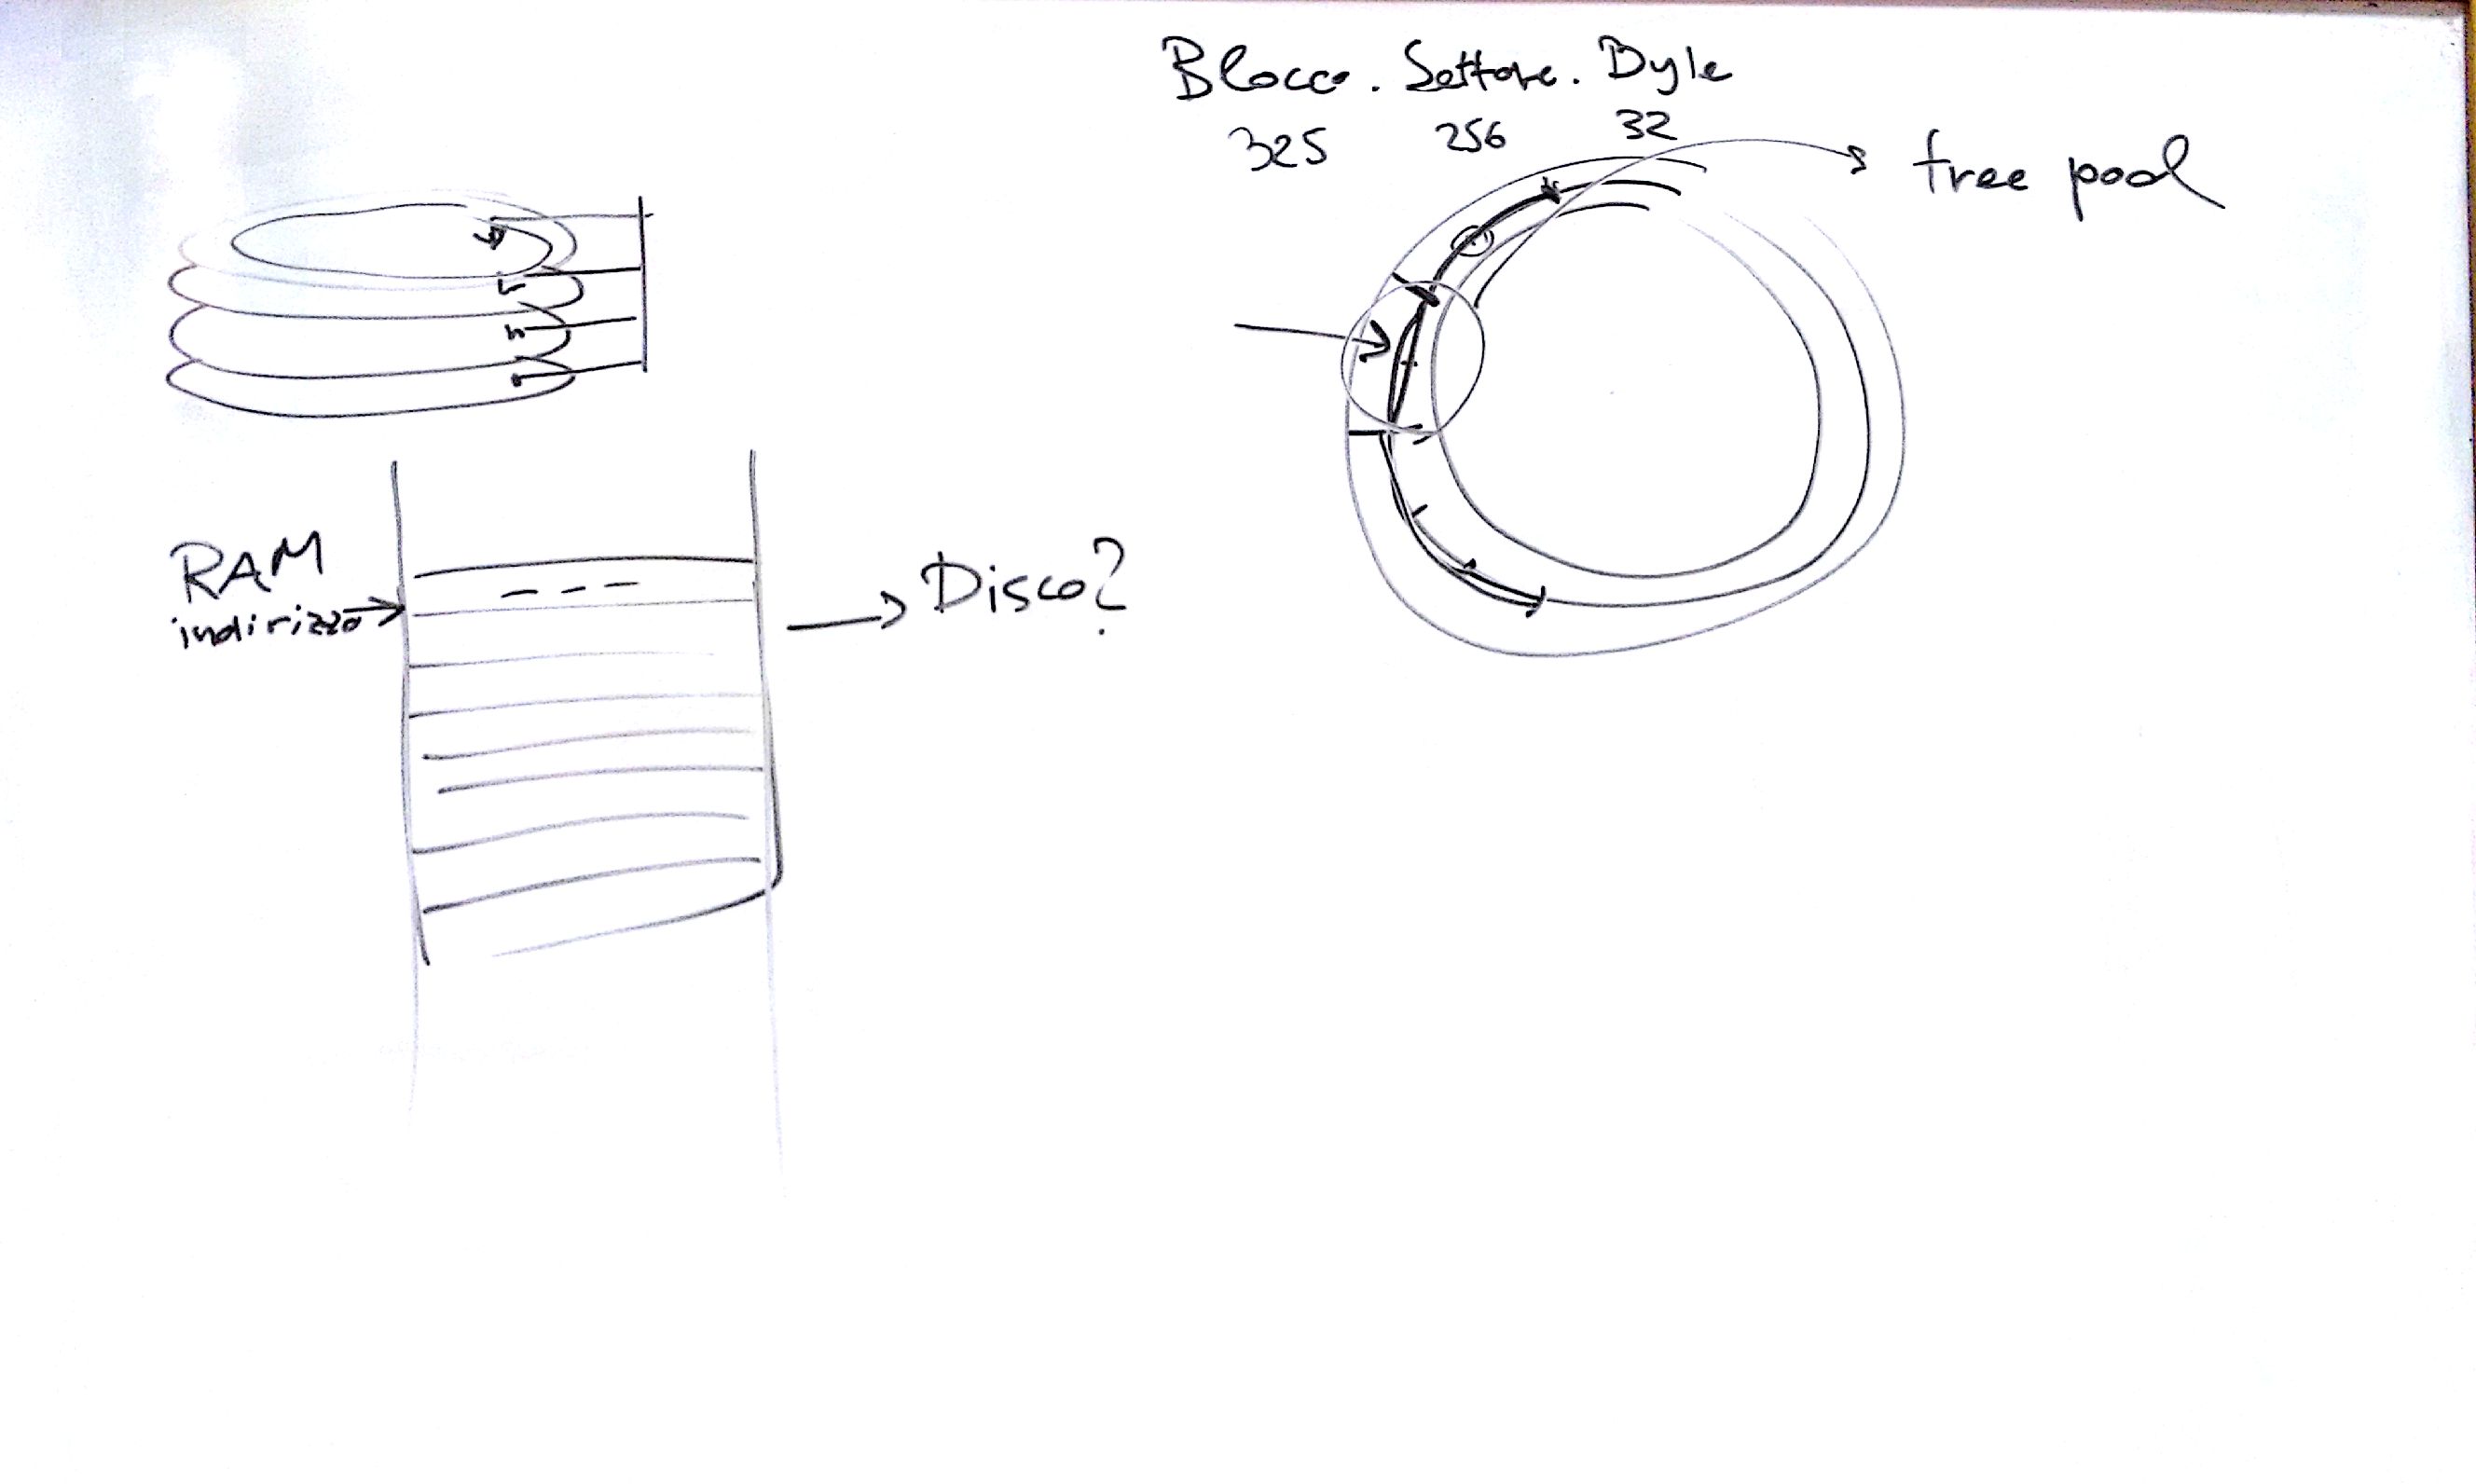 Blocco. Settore. Byte
325 256 32
free pool
RAM
indirizzo
Disco?